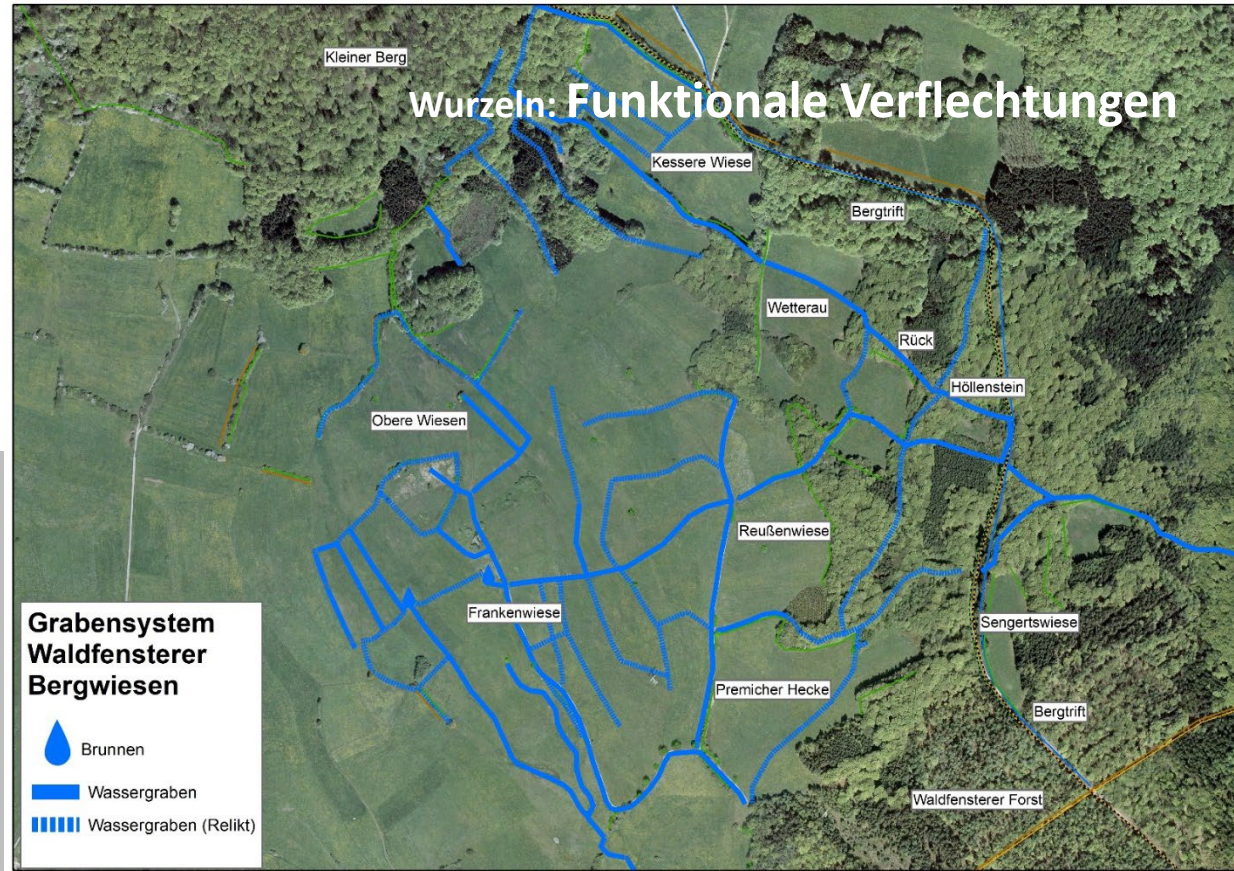 Kleiner Berg
Wurzeln: Funktionale Verflechtungen
Kessere Wiese
Bergtrift
Wetterau
Rück
Höllenstein
Obere Wiesen
Reußenwiese
Frankenwiese
Sengertswiese
Premicher Hecke
Bergtrift
Waldfensterer Forst
Grabensystem
Waldfensterer
Bergwiesen
Brunnen
Wassergraben
Wassergraben (Relikt)